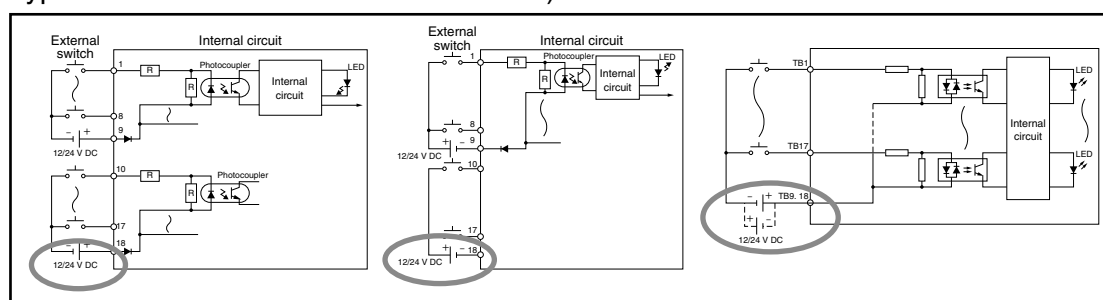 External
switch
Internal circuit
1
Photocoupler
LED
R
R
Internal
circuit
8
- +
9
12/24 V DC
10
R
Photocoupler
R
17
- +
18
12/24 V DC
External
switch
Internal circuit
1
Photocoupler
LED
R
R
Internal
circuit
8
+ -
9
12/24 V DC
10
17
+ -
18
12/24 V DC
TB1
LED
Internal
circuit
TB17
LED
- +
TB9. 18
+ -
12/24 V DC